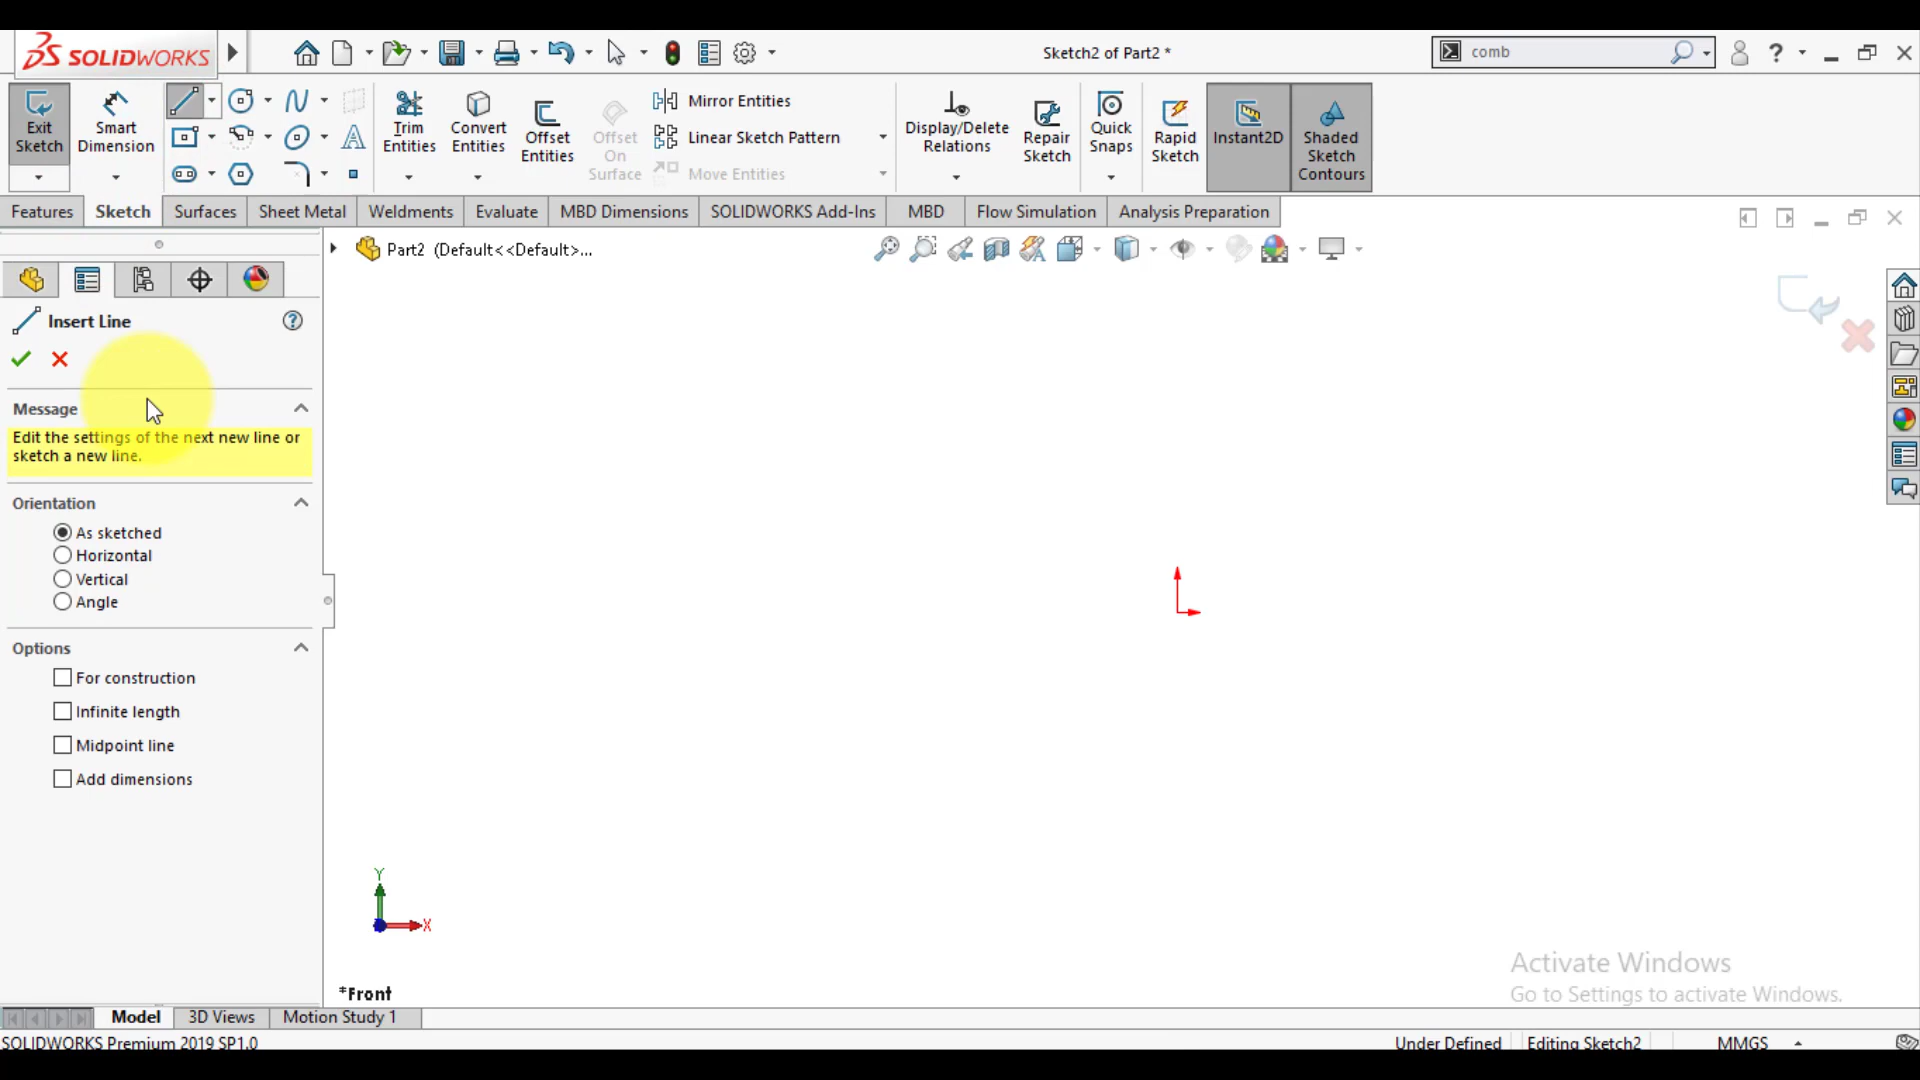 SOLIDWORKS
Sketch2 of Part2 *
comb
Exit Sketch
Smart Dimension
Trim Entities
Convert Entities
Offset Entities
Offset On Surface
Mirror Entities
Linear Sketch Pattern
Move Entities
Display/Delete Relations
Repair Sketch
Quick Snaps
Rapid Sketch
Instant2D
Shaded Sketch Contours
Features
Sketch
Surfaces
Sheet Metal
Weldments
Evaluate
MBD Dimensions
SOLIDWORKS Add-Ins
MBD
Flow Simulation
Analysis Preparation
Part2 (Default<<Default>...
Insert Line
Message
Edit the settings of the next new line or
sketch a new line.
Orientation
As sketched
Horizontal
Vertical
Angle
Options
For construction
Infinite length
Midpoint line
Add dimensions
Y
X
*Front
Activate Windows
Go to Settings to activate Windows.
Model
3D Views
Motion Study 1
SOLIDWORKS Premium 2019 SP1.0
Under Defined
Editing Sketch2
MMGS